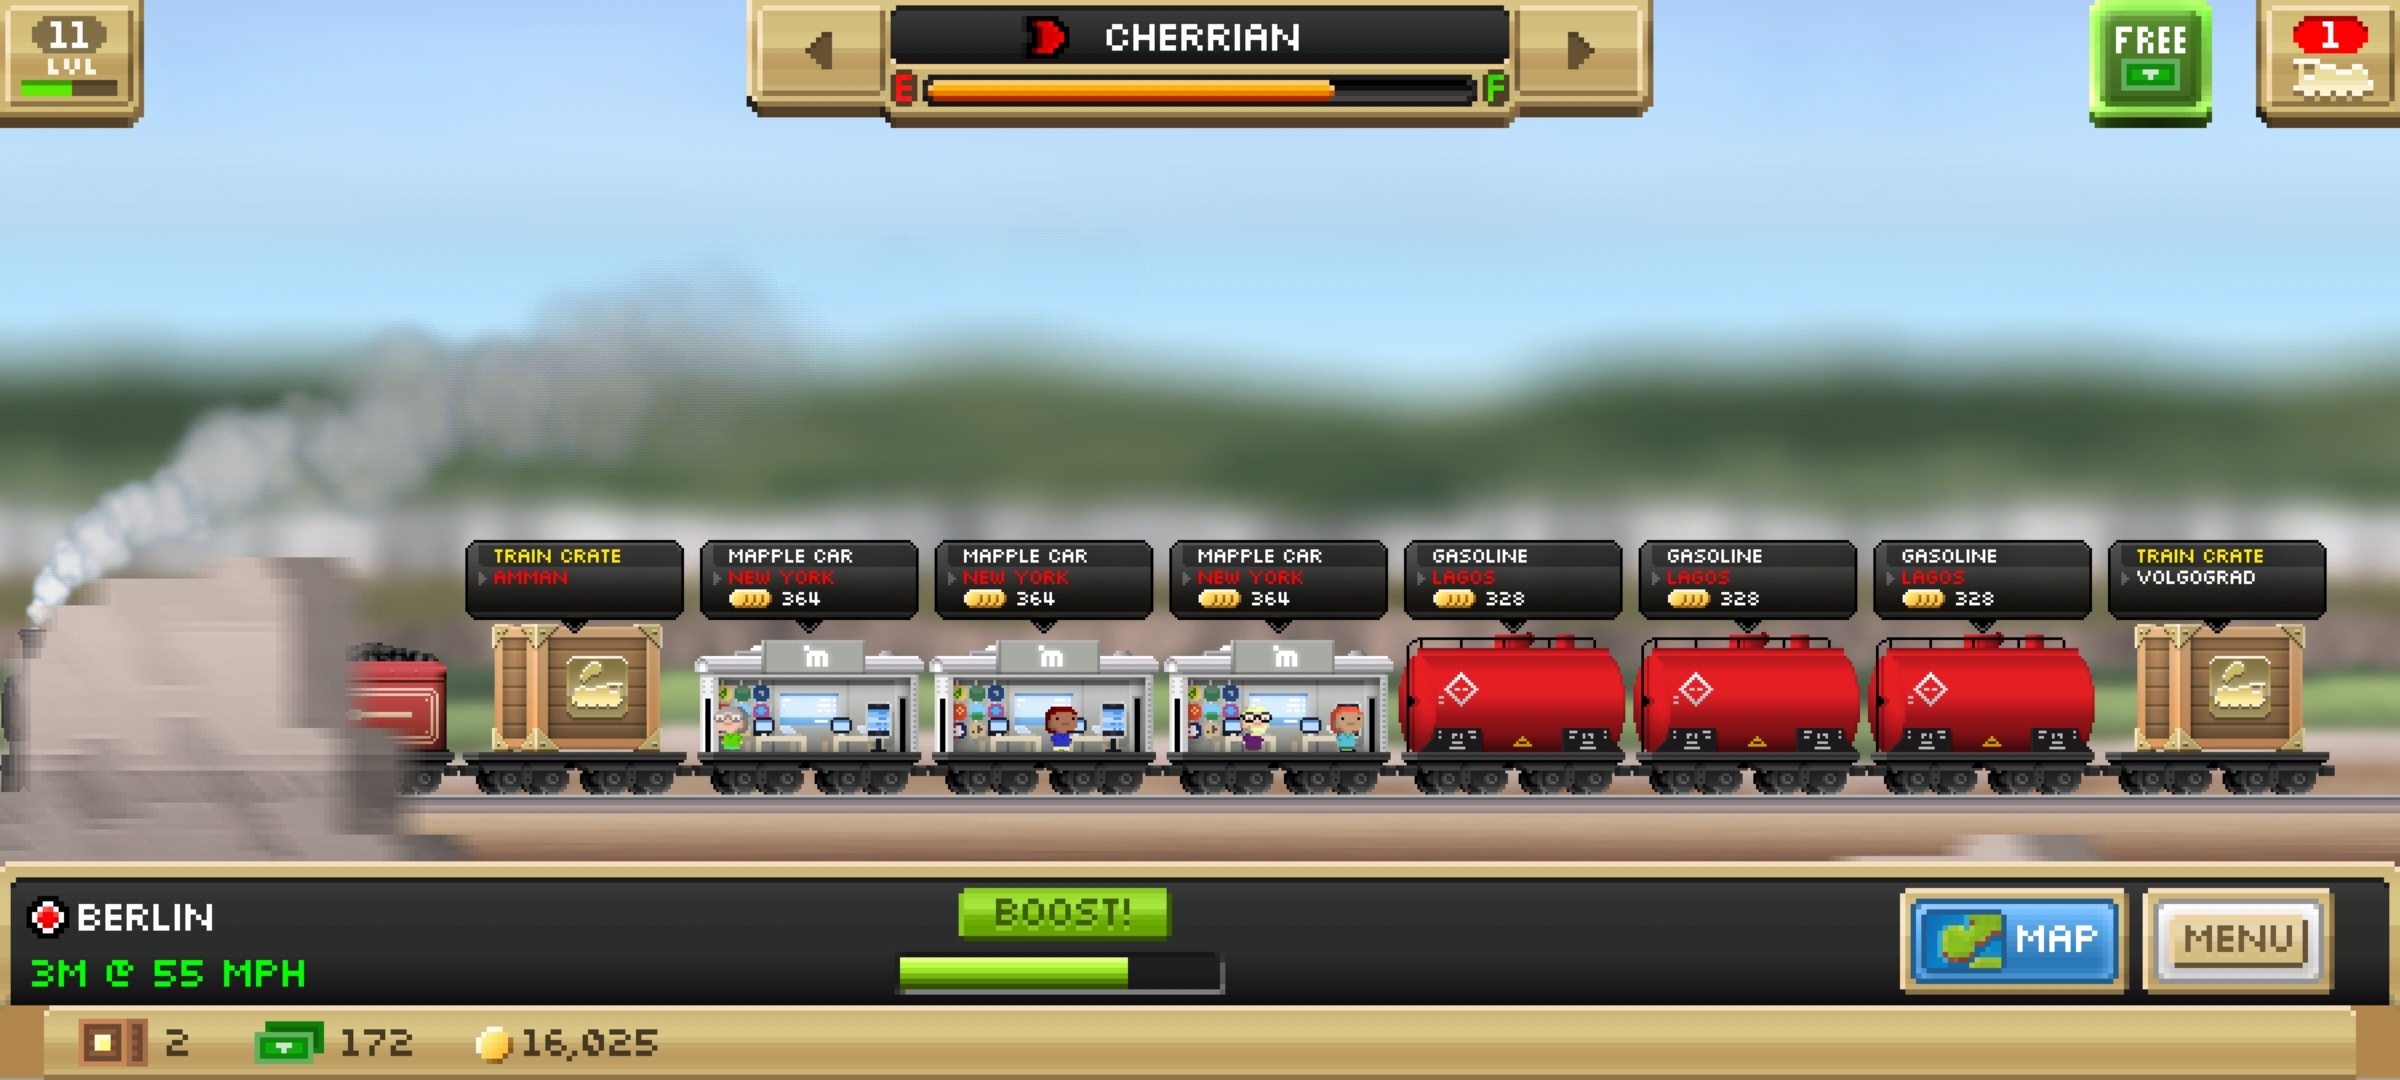 11
LVL
CHERRIAN
E F
FREE
1
TRAIN CRATE
AMMAN
MAPPLE CAR
NEW YORK
364
MAPPLE CAR
NEW YORK
364
MAPPLE CAR
NEW YORK
364
GASOLINE
LAGOS
328
GASOLINE
LAGOS
328
GASOLINE
LAGOS
328
TRAIN CRATE
VOLGOGRAD
m
m
m
BERLIN
3M @ 55 MPH
BOOST!
MAP
MENU
2
172
16,025